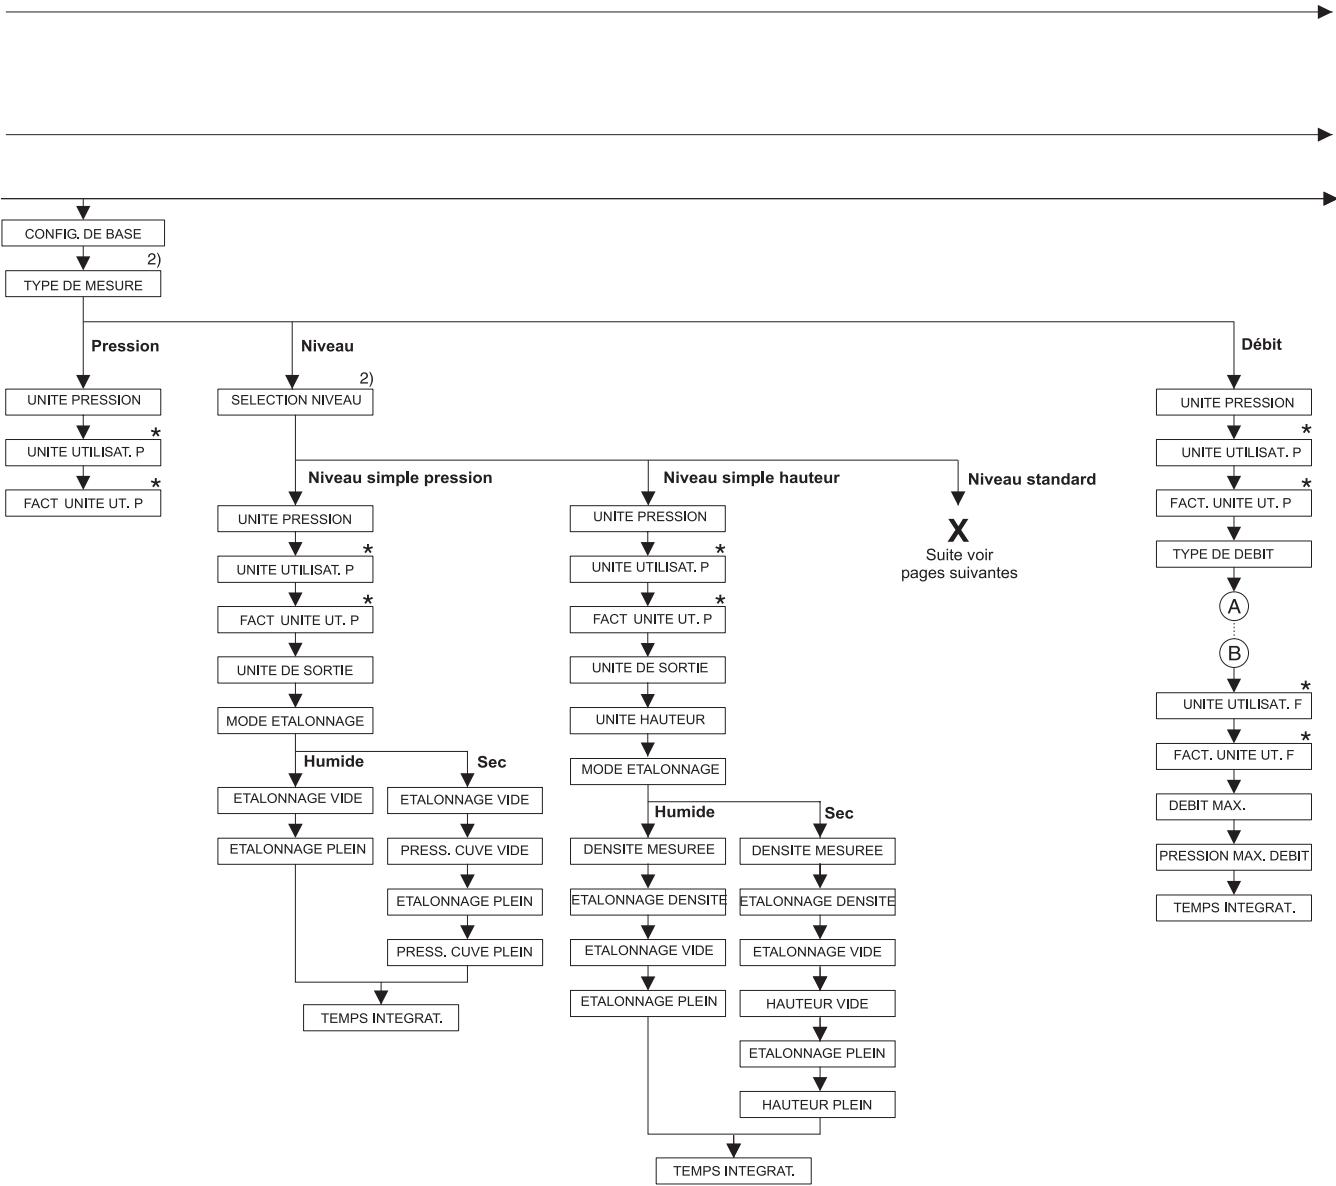 CONFIG. DE BASE
2)
TYPE DE MESURE
Pression
Niveau
Débit
UNITE PRESSION
*
UNITE UTILISAT. P
*
FACT UNITE UT. P
2)
SELECTION NIVEAU
Niveau simple pression
Niveau simple hauteur
Niveau standard
UNITE PRESSION
*
UNITE UTILISAT. P
*
FACT UNITE UT. P
UNITE DE SORTIE
MODE ETALONNAGE
Humide
Sec
ETALONNAGE VIDE
ETALONNAGE PLEIN
ETALONNAGE VIDE
PRESS. CUVE VIDE
ETALONNAGE PLEIN
PRESS. CUVE PLEIN
TEMPS INTEGRAT.
UNITE PRESSION
*
UNITE UTILISAT. P
*
FACT UNITE UT. P
UNITE DE SORTIE
UNITE HAUTEUR
MODE ETALONNAGE
Humide
Sec
DENSITE MESUREE
ETALONNAGE DENSITE
ETALONNAGE VIDE
ETALONNAGE PLEIN
DENSITE MESUREE
ETALONNAGE DENSITE
ETALONNAGE VIDE
HAUTEUR VIDE
ETALONNAGE PLEIN
HAUTEUR PLEIN
TEMPS INTEGRAT.
X
Suite voir
pages suivantes
UNITE PRESSION
*
UNITE UTILISAT. P
*
FACT. UNITE UT. P
TYPE DE DEBIT
A
B
*
UNITE UTILISAT. F
*
FACT. UNITE UT. F
DEBIT MAX.
PRESSION MAX. DEBIT
TEMPS INTEGRAT.